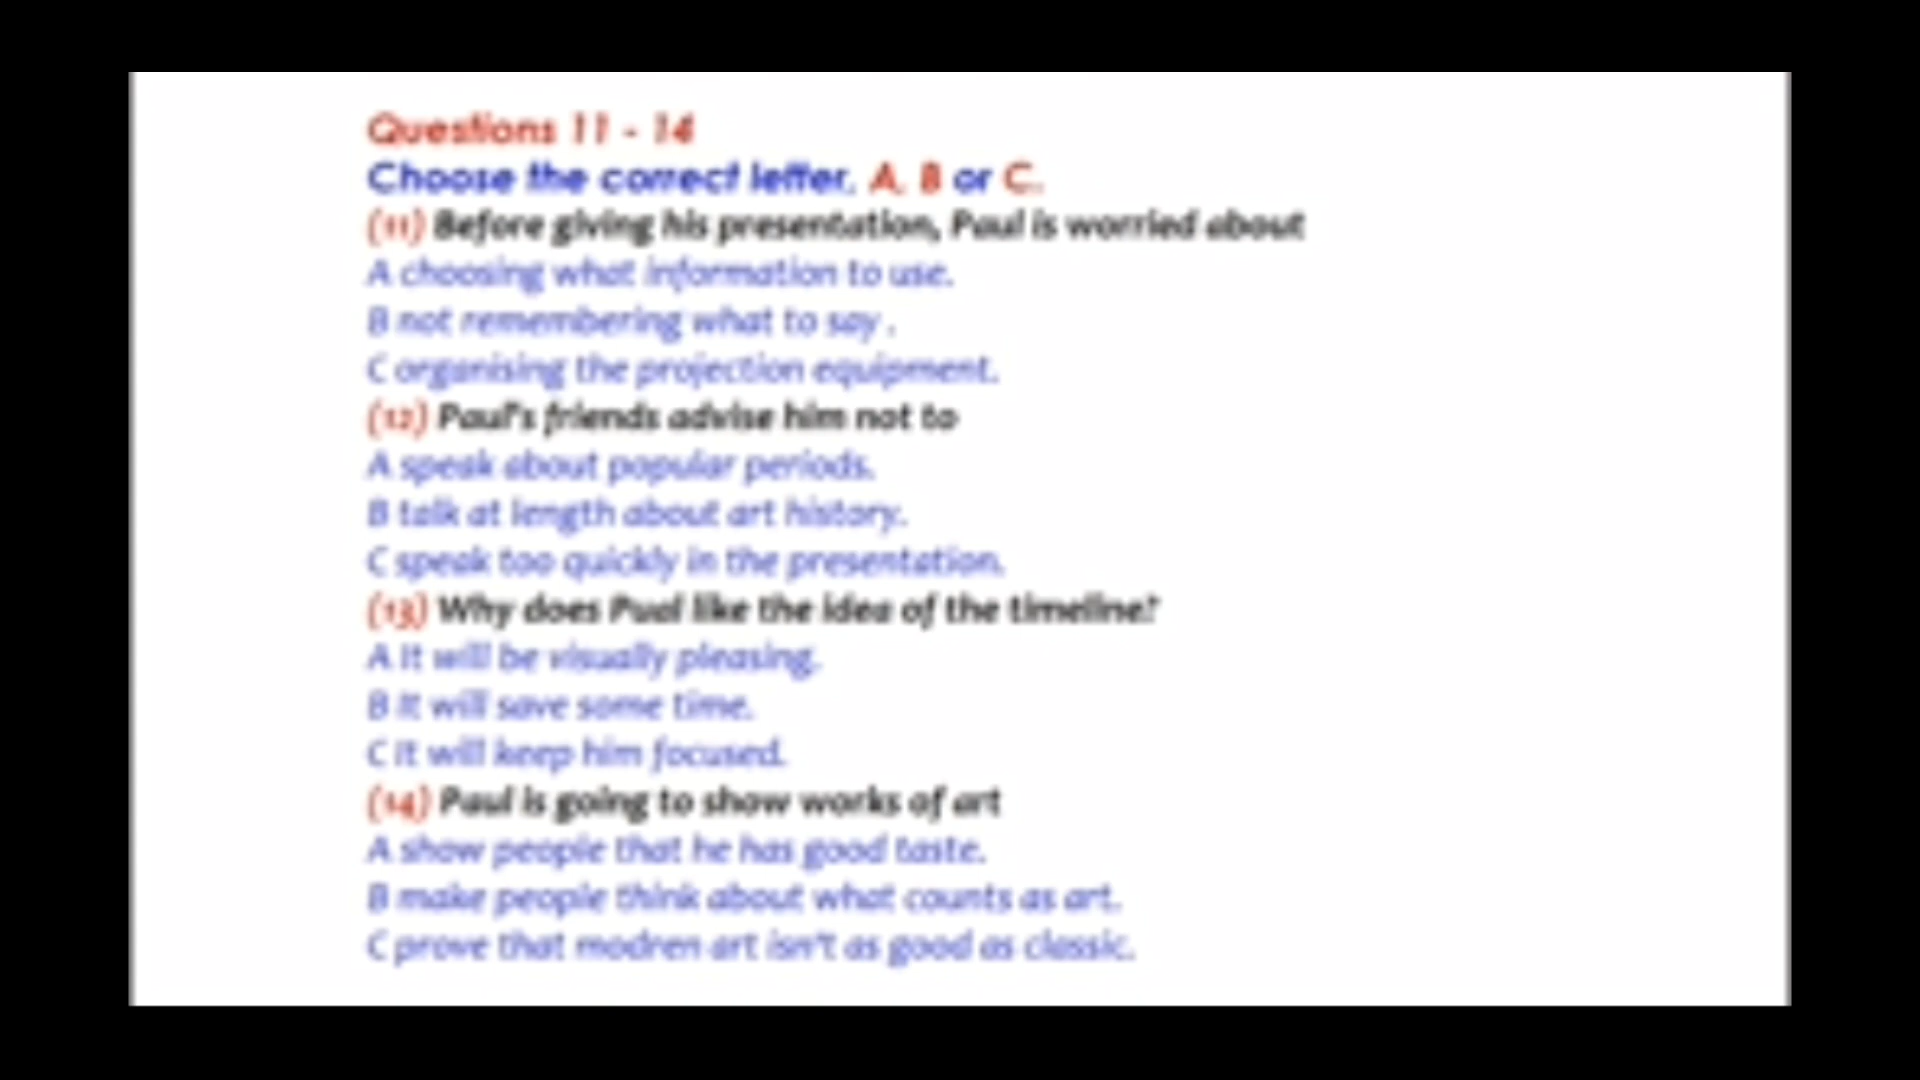 Questions 11 - 14
Choose the correct letter, A, B or C.
(11) Before giving his presentation, Paul is worried about
A choosing what information to use.
B not remembering what to say .
C organising the projection equipment.
(12) Paul's friends advise him not to
A speak about popular periods.
B talk at length about art history.
C speak too quickly in the presentation.
(13) Why does Pual like the idea of the timeline?
A It will be visually pleasing.
B It will save some time.
C It will keep him focused.
(14) Paul is going to show works of art
A show people that he has good taste.
B make people think about what counts as art.
C prove that modren art isn't as good as classic.